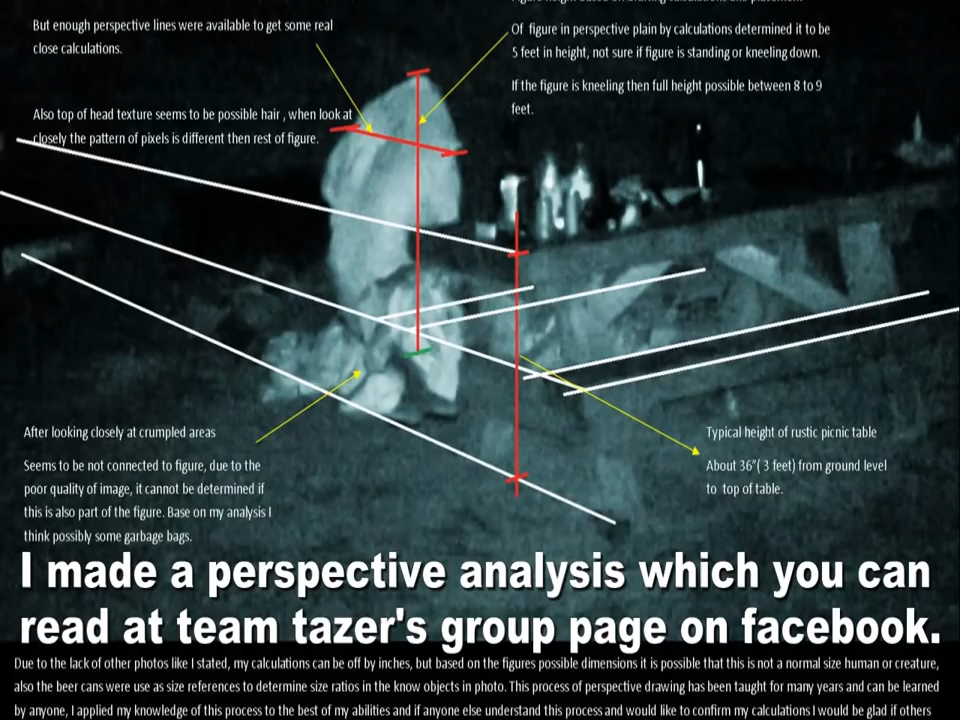 But enough perspective lines were available to get some real
close calculations.
Also top of head texture seems to be possible hair , when look at
closely the pattern of pixels is different then rest of figure.
Of figure in perspective plain by calculations determined it to be
5 feet in height, not sure if figure is standing or kneeling down.
If the figure is kneeling then full height possible between 8 to 9
feet.
After looking closely at crumpled areas
Seems to be not connected to figure, due to the
poor quality of image, it cannot be determined if
this is also part of the figure. Base on my analysis I
think possibly some garbage bags.
Typical height of rustic picnic table
About 36"( 3 feet) from ground level
to top of table.
I made a perspective analysis which you can
read at team tazer's group page on facebook.
Due to the lack of other photos like I stated, my calculations can be off by inches, but based on the figures possible dimensions it is possible that this is not a normal size human or creature,
also the beer cans were use as size references to determine size ratios in the know objects in photo. This process of perspective drawing has been taught for many years and can be learned
by anyone, I applied my knowledge of this process to the best of my abilities and if anyone else understand this process and would like to confirm my calculations I would be glad if others